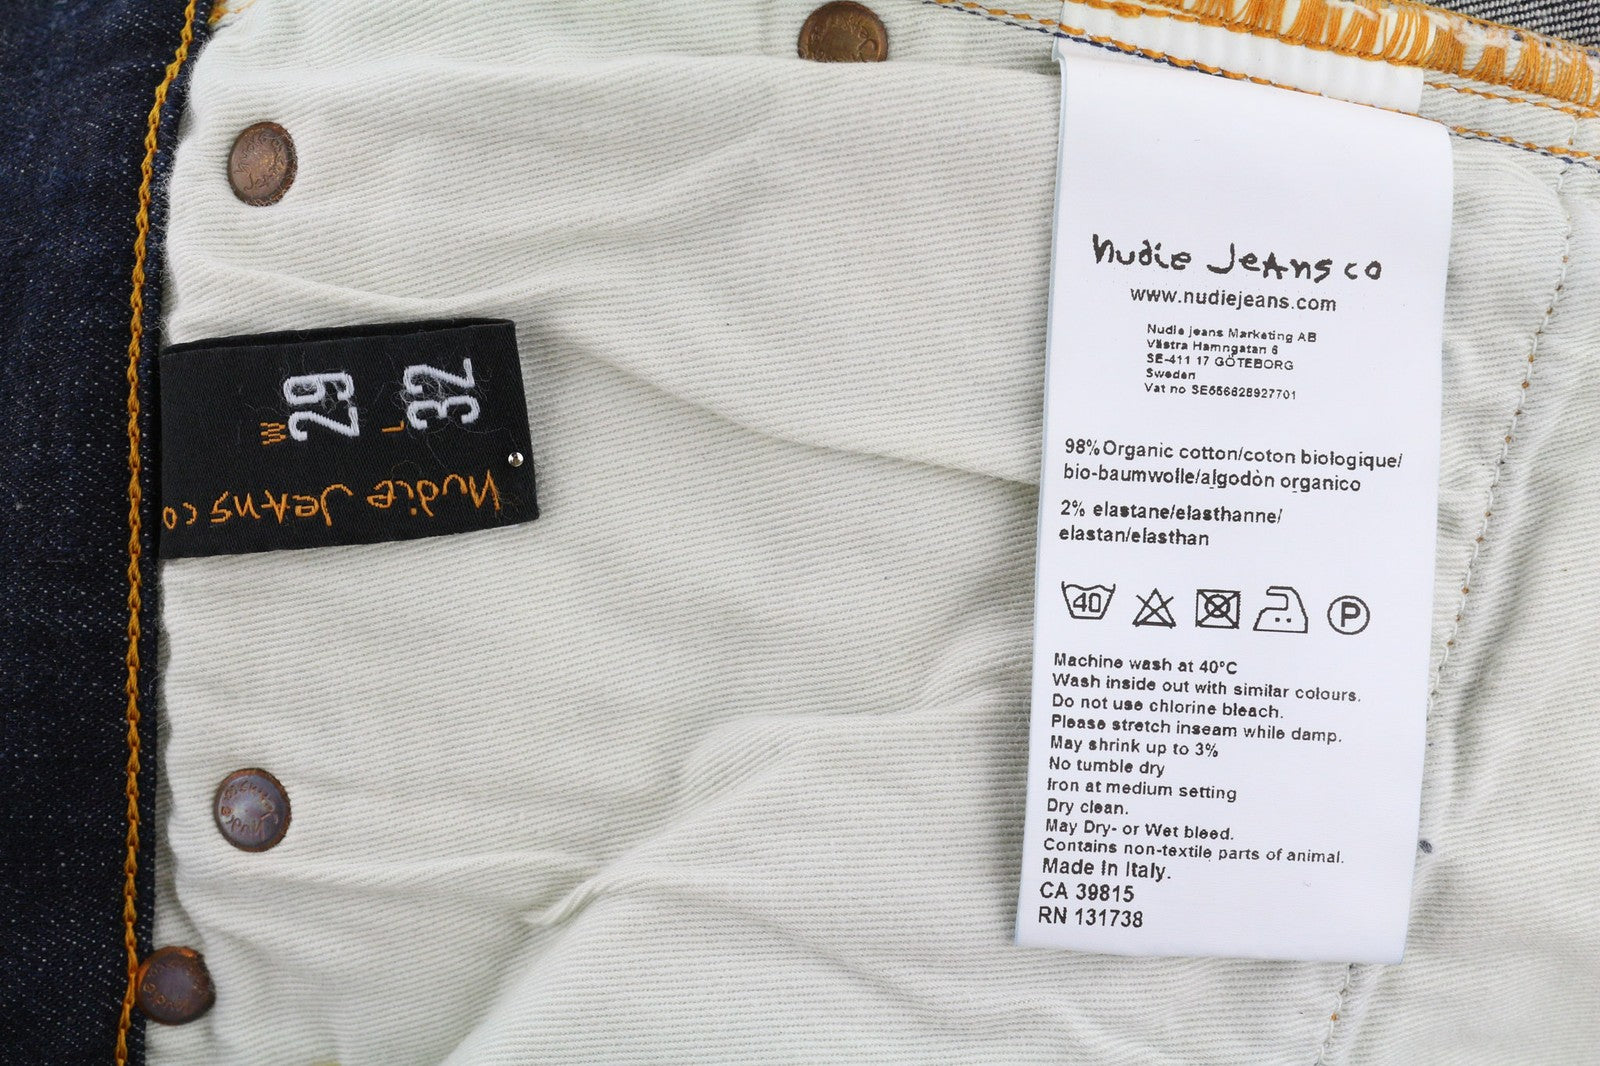 W 29
L 32
Nudie Jeans co
Nudie Jeans co
www.nudiejeans.com
Nudie jeans Marketing AB
Västra Hamngatan 6
SE-411 17 GÖTEBORG
Sweden
Vat no SE556628927701
98% Organic cotton/coton biologique/
bio-baumwolle/algodòn organico
2% elastane/elasthanne/
elastan/elasthan
40
P
Machine wash at 40°C
Wash inside out with similar colours.
Do not use chlorine bleach.
Please stretch inseam while damp.
May shrink up to 3%
No tumble dry
Iron at medium setting
Dry clean.
May Dry- or Wet bleed.
Contains non-textile parts of animal.
Made In Italy.
CA 39815
RN 131738
Nudie
Jeans
Nudie
Jeans